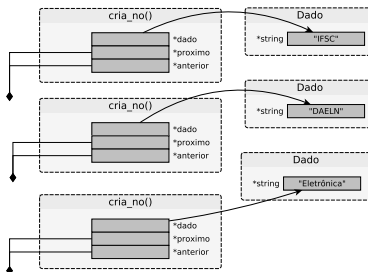 cria_no()
*dado
*proximo
*anterior
Dado
*string "IFSC"
cria_no()
*dado
*proximo
*anterior
Dado
*string "DAELN"
cria_no()
*dado
*proximo
*anterior
Dado
*string "Eletrônica"